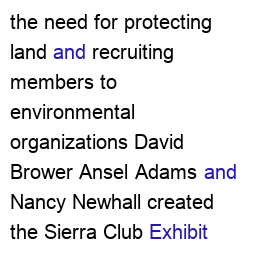 the need for protecting
land and recruiting
members to
environmental
organizations David
Brower Ansel Adams and
Nancy Newhall created
the Sierra Club Exhibit